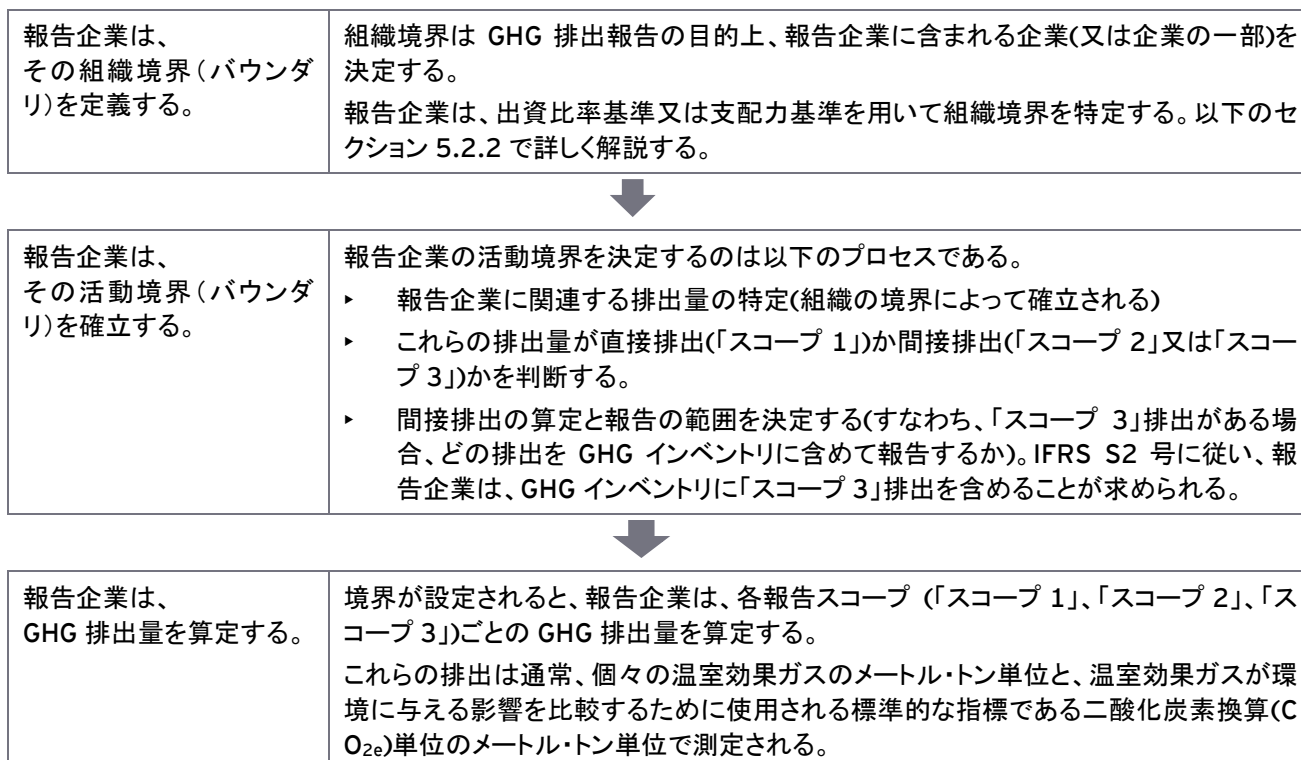 報告企業は、
その組織境界(バウンダ
リ)を定義する。
組織境界は GHG 排出報告の目的上、報告企業に含まれる企業(又は企業の一部)を
決定する。
報告企業は、出資比率基準又は支配力基準を用いて組織境界を特定する。以下のセ
クション 5.2.2 で詳しく解説する。
報告企業は、
その活動境界(バウンダ
リ)を確立する。
報告企業の活動境界を決定するのは以下のプロセスである。
‣ 報告企業に関連する排出量の特定(組織の境界によって確立される)
‣ これらの排出量が直接排出(「スコープ 1」)か間接排出(「スコープ 2」又は「スコー
プ 3」)かを判断する。
‣ 間接排出の算定と報告の範囲を決定する(すなわち、「スコープ 3」排出がある場
合、どの排出を GHG インベントリに含めて報告するか)。IFRS S2 号に従い、報
告企業は、GHG インベントリに「スコープ 3」排出を含めることが求められる。
報告企業は、
GHG 排出量を算定する。
境界が設定されると、報告企業は、各報告スコープ (「スコープ 1」、「スコープ 2」、「ス
コープ 3」)ごとの GHG 排出量を算定する。
これらの排出は通常、個々の温室効果ガスのメートル・トン単位と、温室効果ガスが環
境に与える影響を比較するために使用される標準的な指標である二酸化炭素換算(C
O2e)単位のメートル・トン単位で測定される。